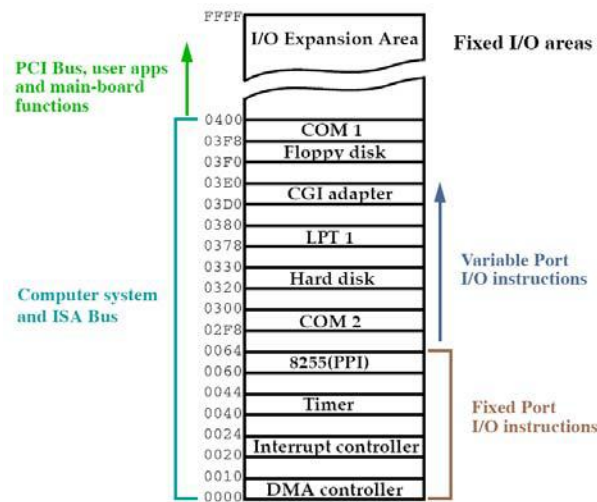 FFFF
I/O Expansion Area
Fixed I/O areas
PCI Bus, user apps
and main-board
functions
0400
COM 1
03F8
Floppy disk
03F0
03E0
CGI adapter
03D0
0380
LPT 1
0378
0330
Hard disk
0320
0300
COM 2
02F8
0064
8255(PPI)
0060
0044
Timer
0040
0024
Interrupt controller
0020
0010
DMA controller
0000
Computer system
and ISA Bus
Variable Port
I/O instructions
Fixed Port
I/O instructions